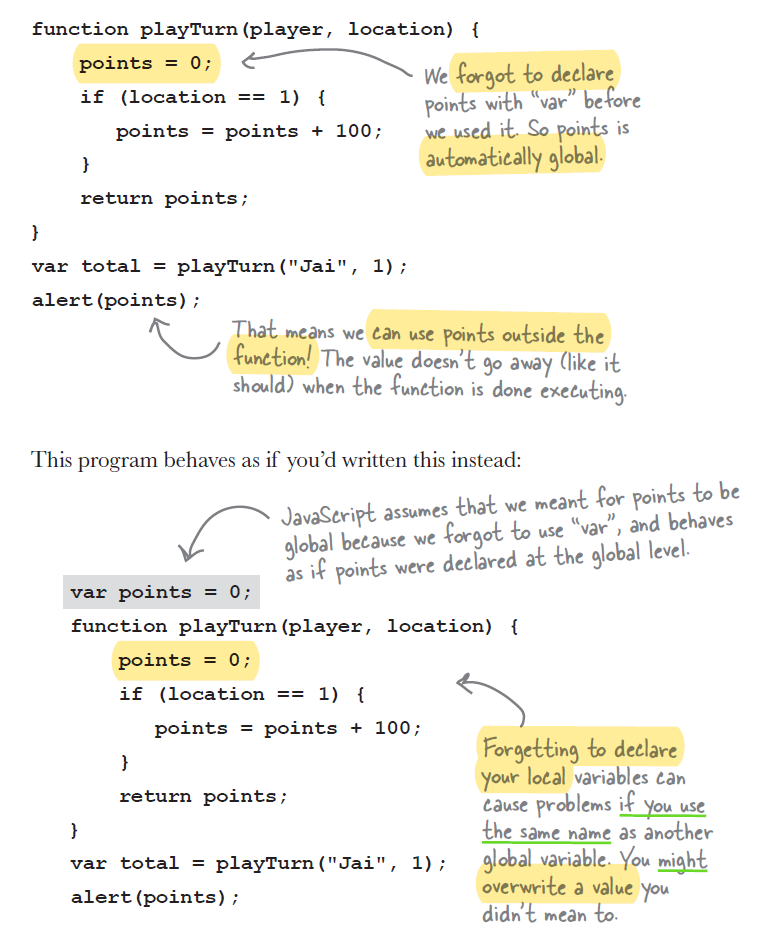 function playTurn(player, location) {
points = 0;
if (location == 1) {
points = points + 100;
}
return points;
}
var total = playTurn("Jai", 1);
alert(points);
We forgot to declare
points with "var" before
we used it. So points is
automatically global.
That means we can use points outside the
function! The value doesn't go away (like it
should) when the function is done executing.
This program behaves as if you'd written this instead:
JavaScript assumes that we meant for points to be
global because we forgot to use "var", and behaves
as if points were declared at the global level.
var points = 0;
function playTurn(player, location) {
points = 0;
if (location == 1) {
points = points + 100;
}
return points;
}
var total = playTurn("Jai", 1);
alert(points);
Forgetting to declare
your local variables can
cause problems if you use
the same name as another
global variable. You might
overwrite a value you
didn't mean to.